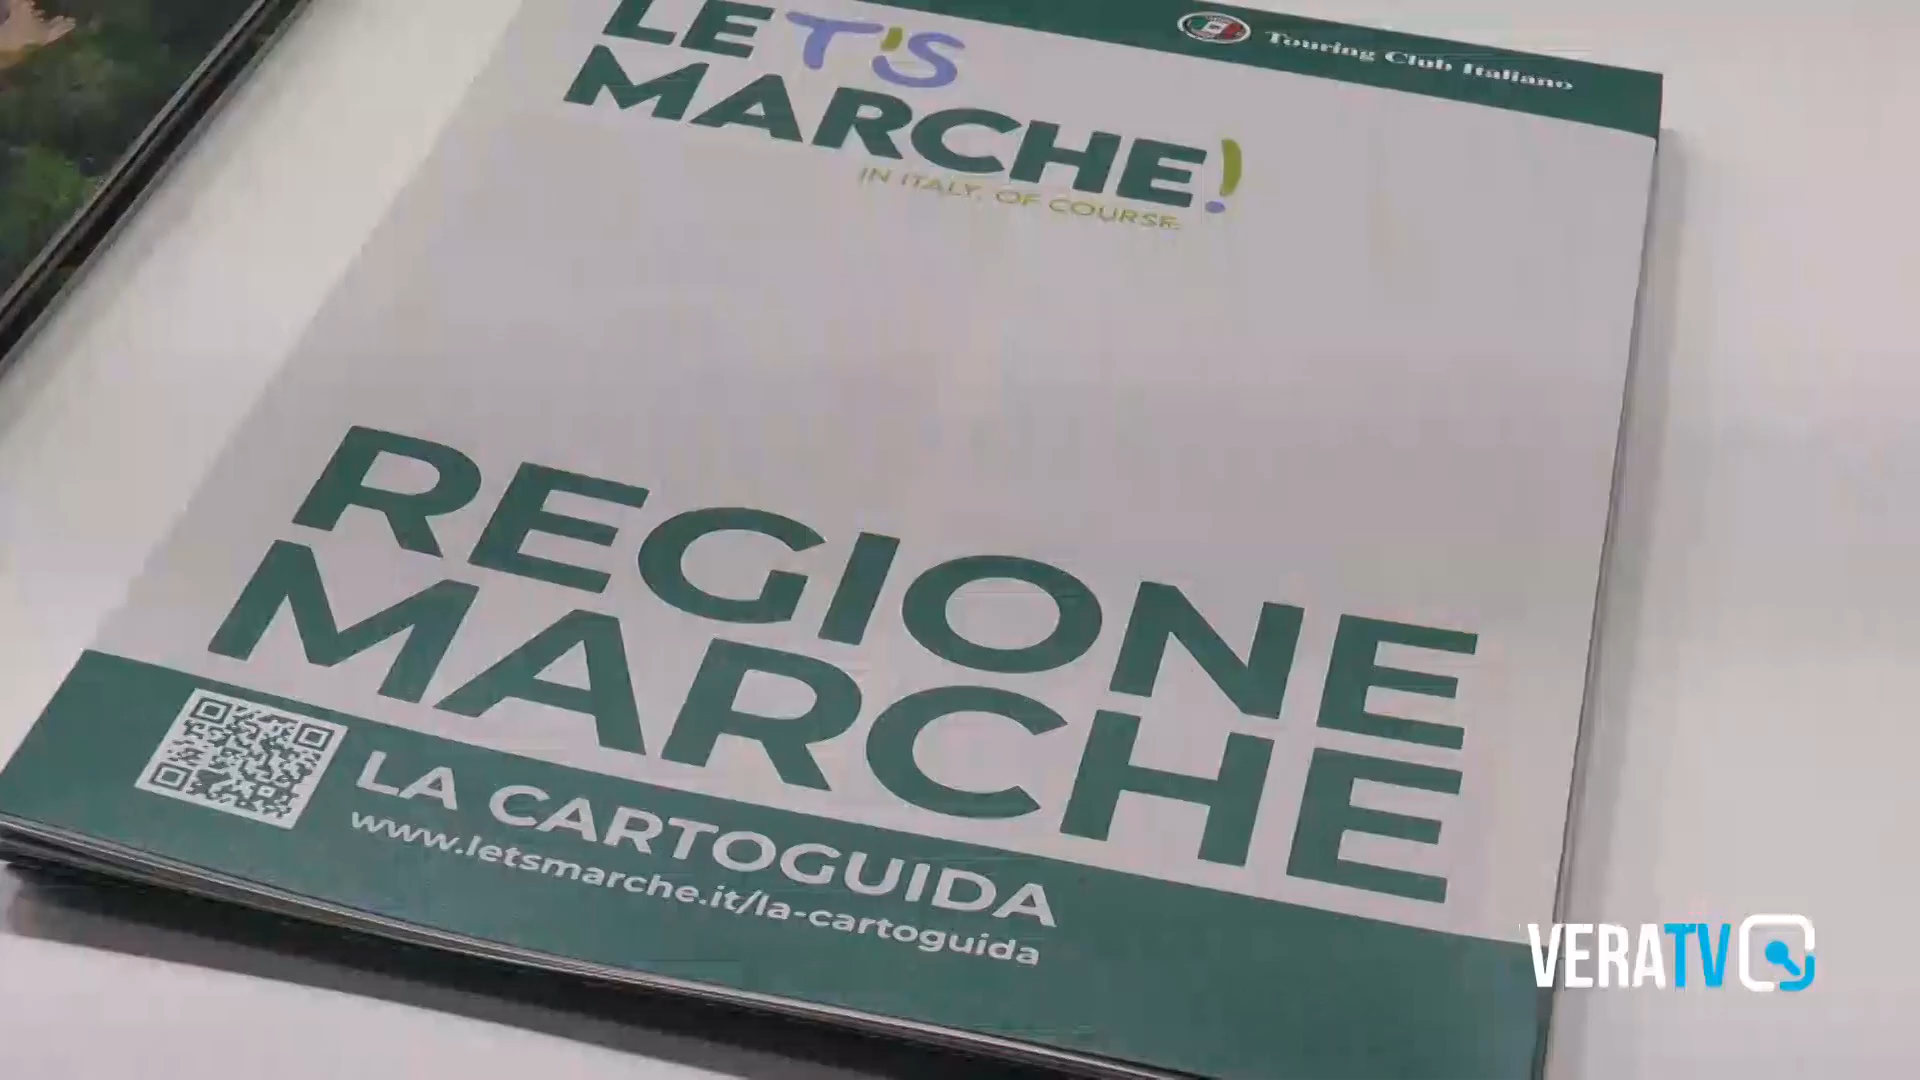 Touring Club Italiano
LET'S
MARCHE!
IN ITALY, OF COURSE.
REGIONE
MARCHE
LA CARTOGUIDA
www.letsmarche.it/la-cartoguida
VERATV